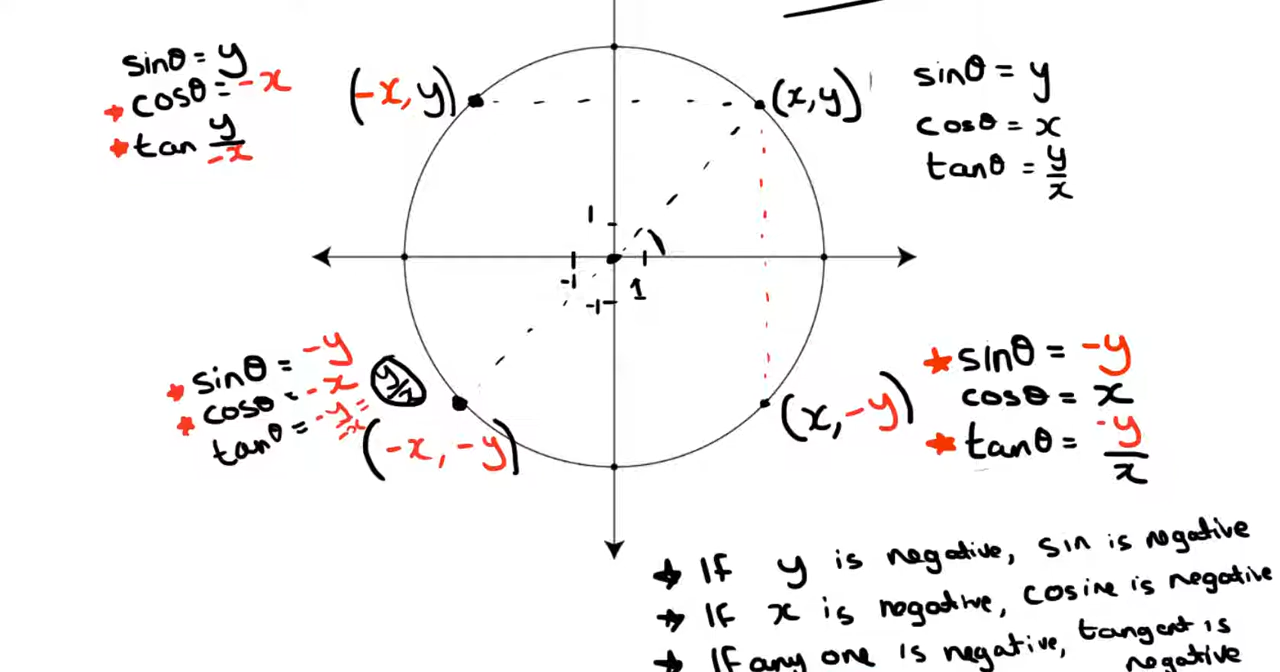 sinθ = y
cosθ = -x
tan y/-x
(-x, y)
(x, y)
sinθ = y
cosθ = x
tanθ = y/x
1
-1
1
-1
sinθ = -y
cosθ = -x
tanθ = -y/-x =
y/x
(-x, -y)
(x, -y)
sinθ = -y
cosθ = x
tanθ = -y/x
If y is negative, sin is negative
If x is negative, cosine is negative
If any one is negative, tangent is
negative